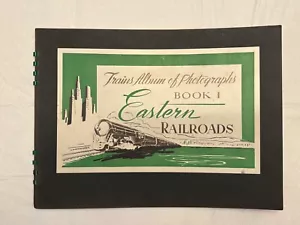 Trains Album of Photographs
BOOK 1
Eastern
RAILROADS